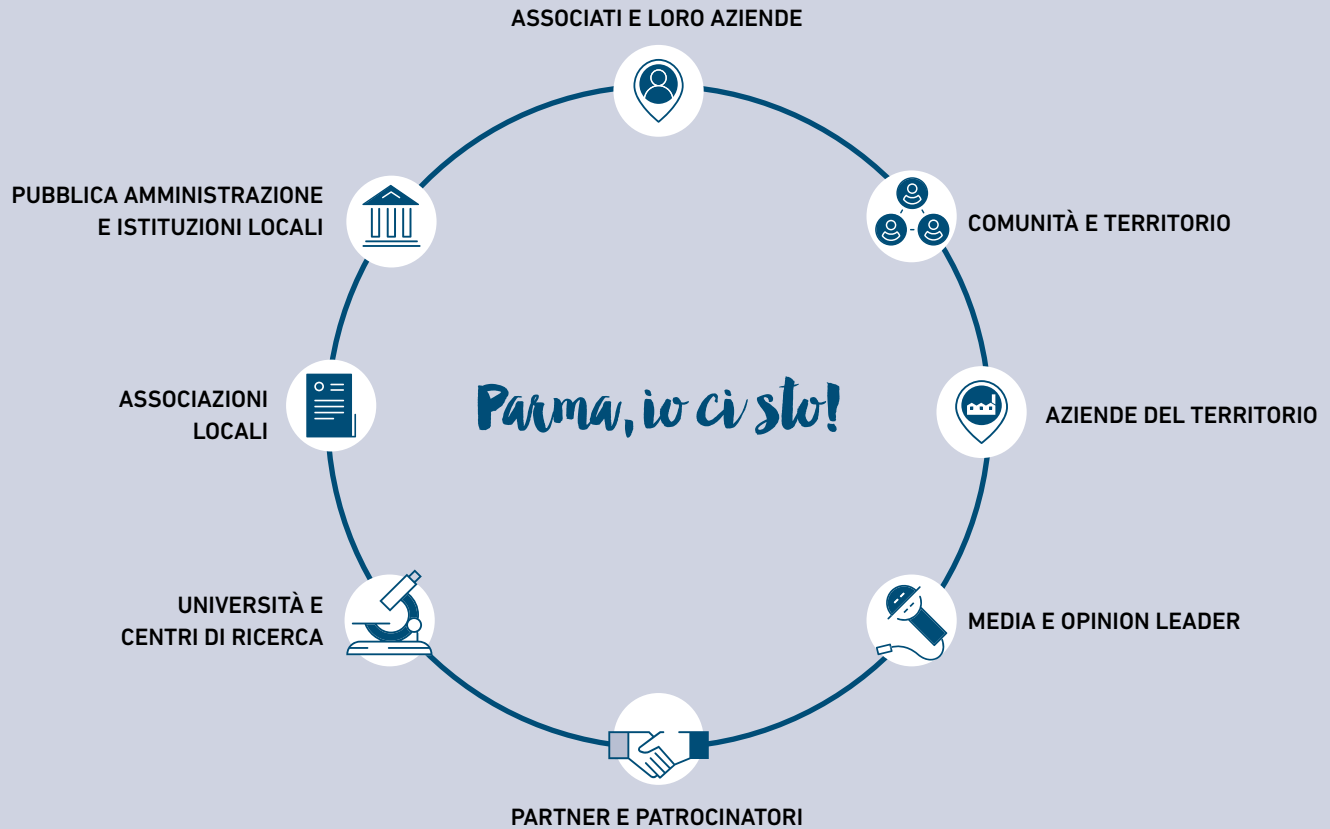 ASSOCIATI E LORO AZIENDE
PUBBLICA AMMINISTRAZIONE
E ISTITUZIONI LOCALI
COMUNITÀ E TERRITORIO
ASSOCIAZIONI
LOCALI
Parma, io ci sto!
AZIENDE DEL TERRITORIO
UNIVERSITÀ E
CENTRI DI RICERCA
MEDIA E OPINION LEADER
PARTNER E PATROCINATORI